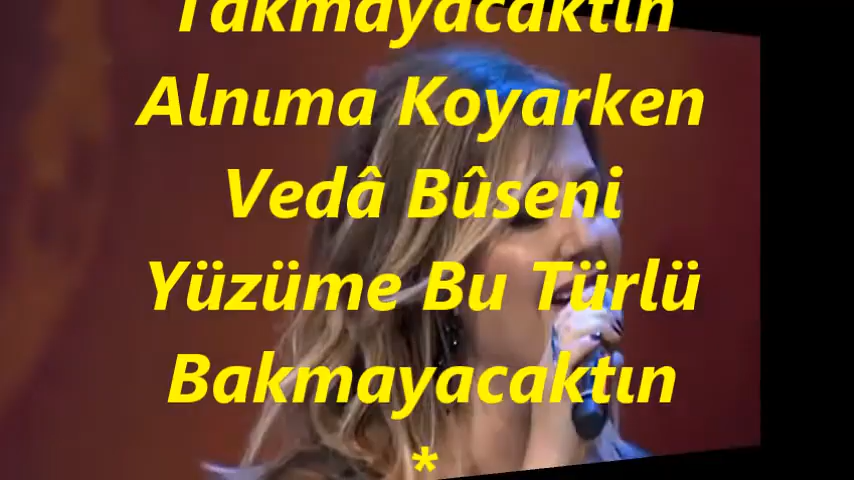 Takmayacaktın
Alnıma Koyarken
Vedâ Bûseni
Yüzüme Bu Türlü
Bakmayacaktın
*